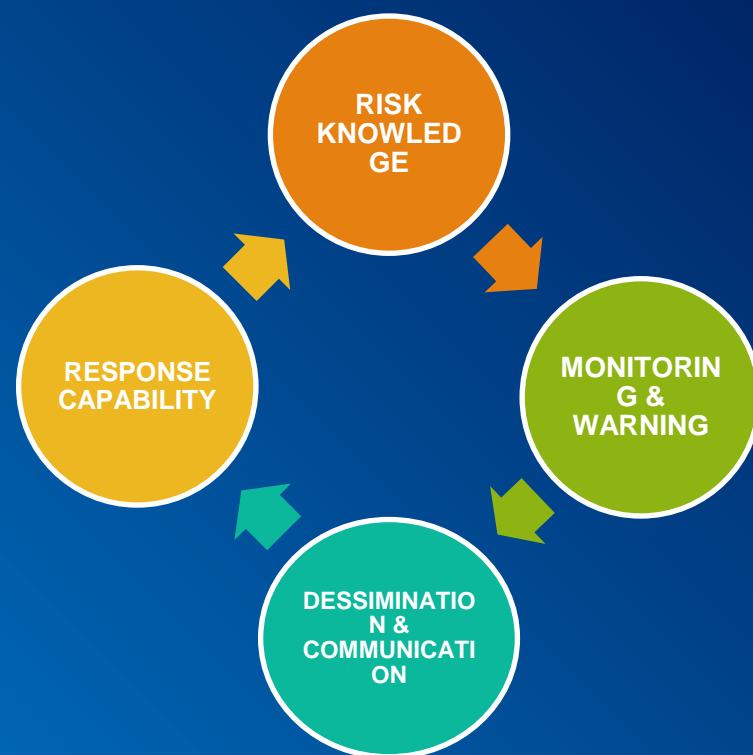 RISK
KNOWLED
GE
MONITORIN
G &
WARNING
DESSIMINATIO
N &
COMMUNICATI
ON
RESPONSE
CAPABILITY